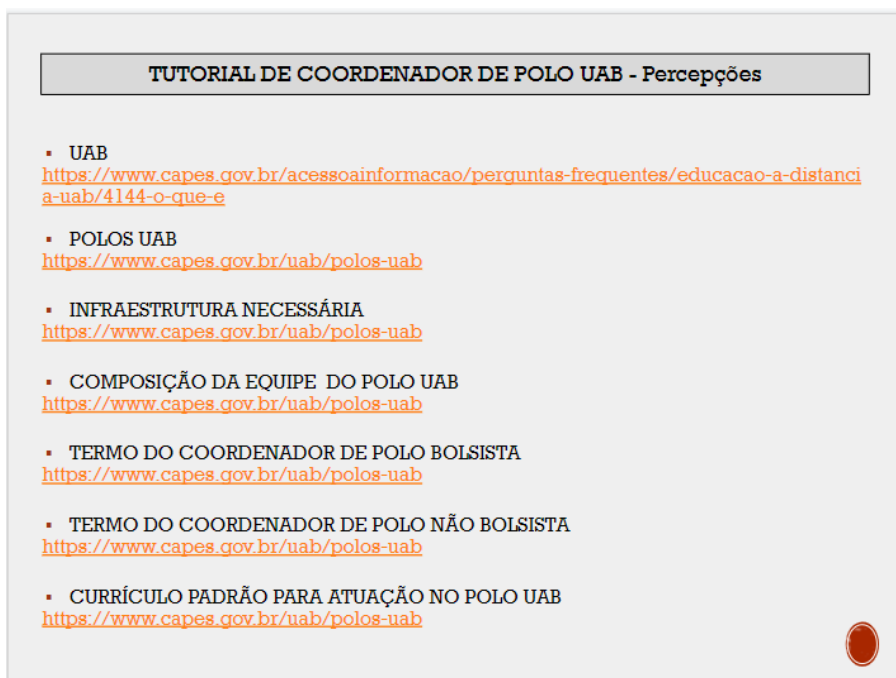 TUTORIAL DE COORDENADOR DE POLO UAB - Percepções
▪ UAB
https://www.capes.gov.br/acessoainformacao/perguntas-frequentes/educacao-a-distanci
a-uab/4144-o-que-e
▪ POLOS UAB
https://www.capes.gov.br/uab/polos-uab
▪ INFRAESTRUTURA NECESSÁRIA
https://www.capes.gov.br/uab/polos-uab
▪ COMPOSIÇÃO DA EQUIPE DO POLO UAB
https://www.capes.gov.br/uab/polos-uab
▪ TERMO DO COORDENADOR DE POLO BOLSISTA
https://www.capes.gov.br/uab/polos-uab
▪ TERMO DO COORDENADOR DE POLO NÃO BOLSISTA
https://www.capes.gov.br/uab/polos-uab
▪ CURRÍCULO PADRÃO PARA ATUAÇÃO NO POLO UAB
https://www.capes.gov.br/uab/polos-uab